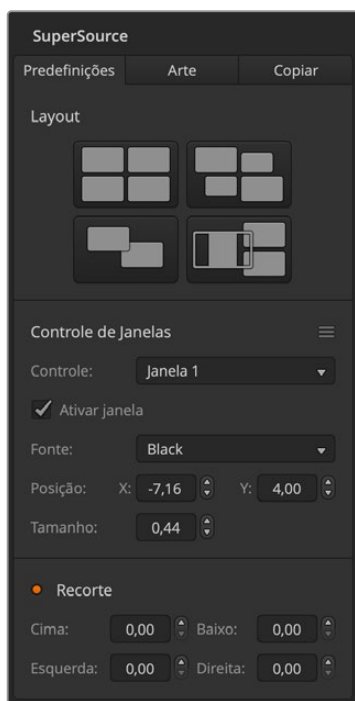 SuperSource
Predefinições Arte Copiar
Layout
Controle de Janelas
Controle: Janela 1
Ativar janela
Fonte: Black
Posição: X: -7,16 Y: 4,00
Tamanho: 0,44
Recorte
Cima: 0,00 Baixo: 0,00
Esquerda: 0,00 Direita: 0,00